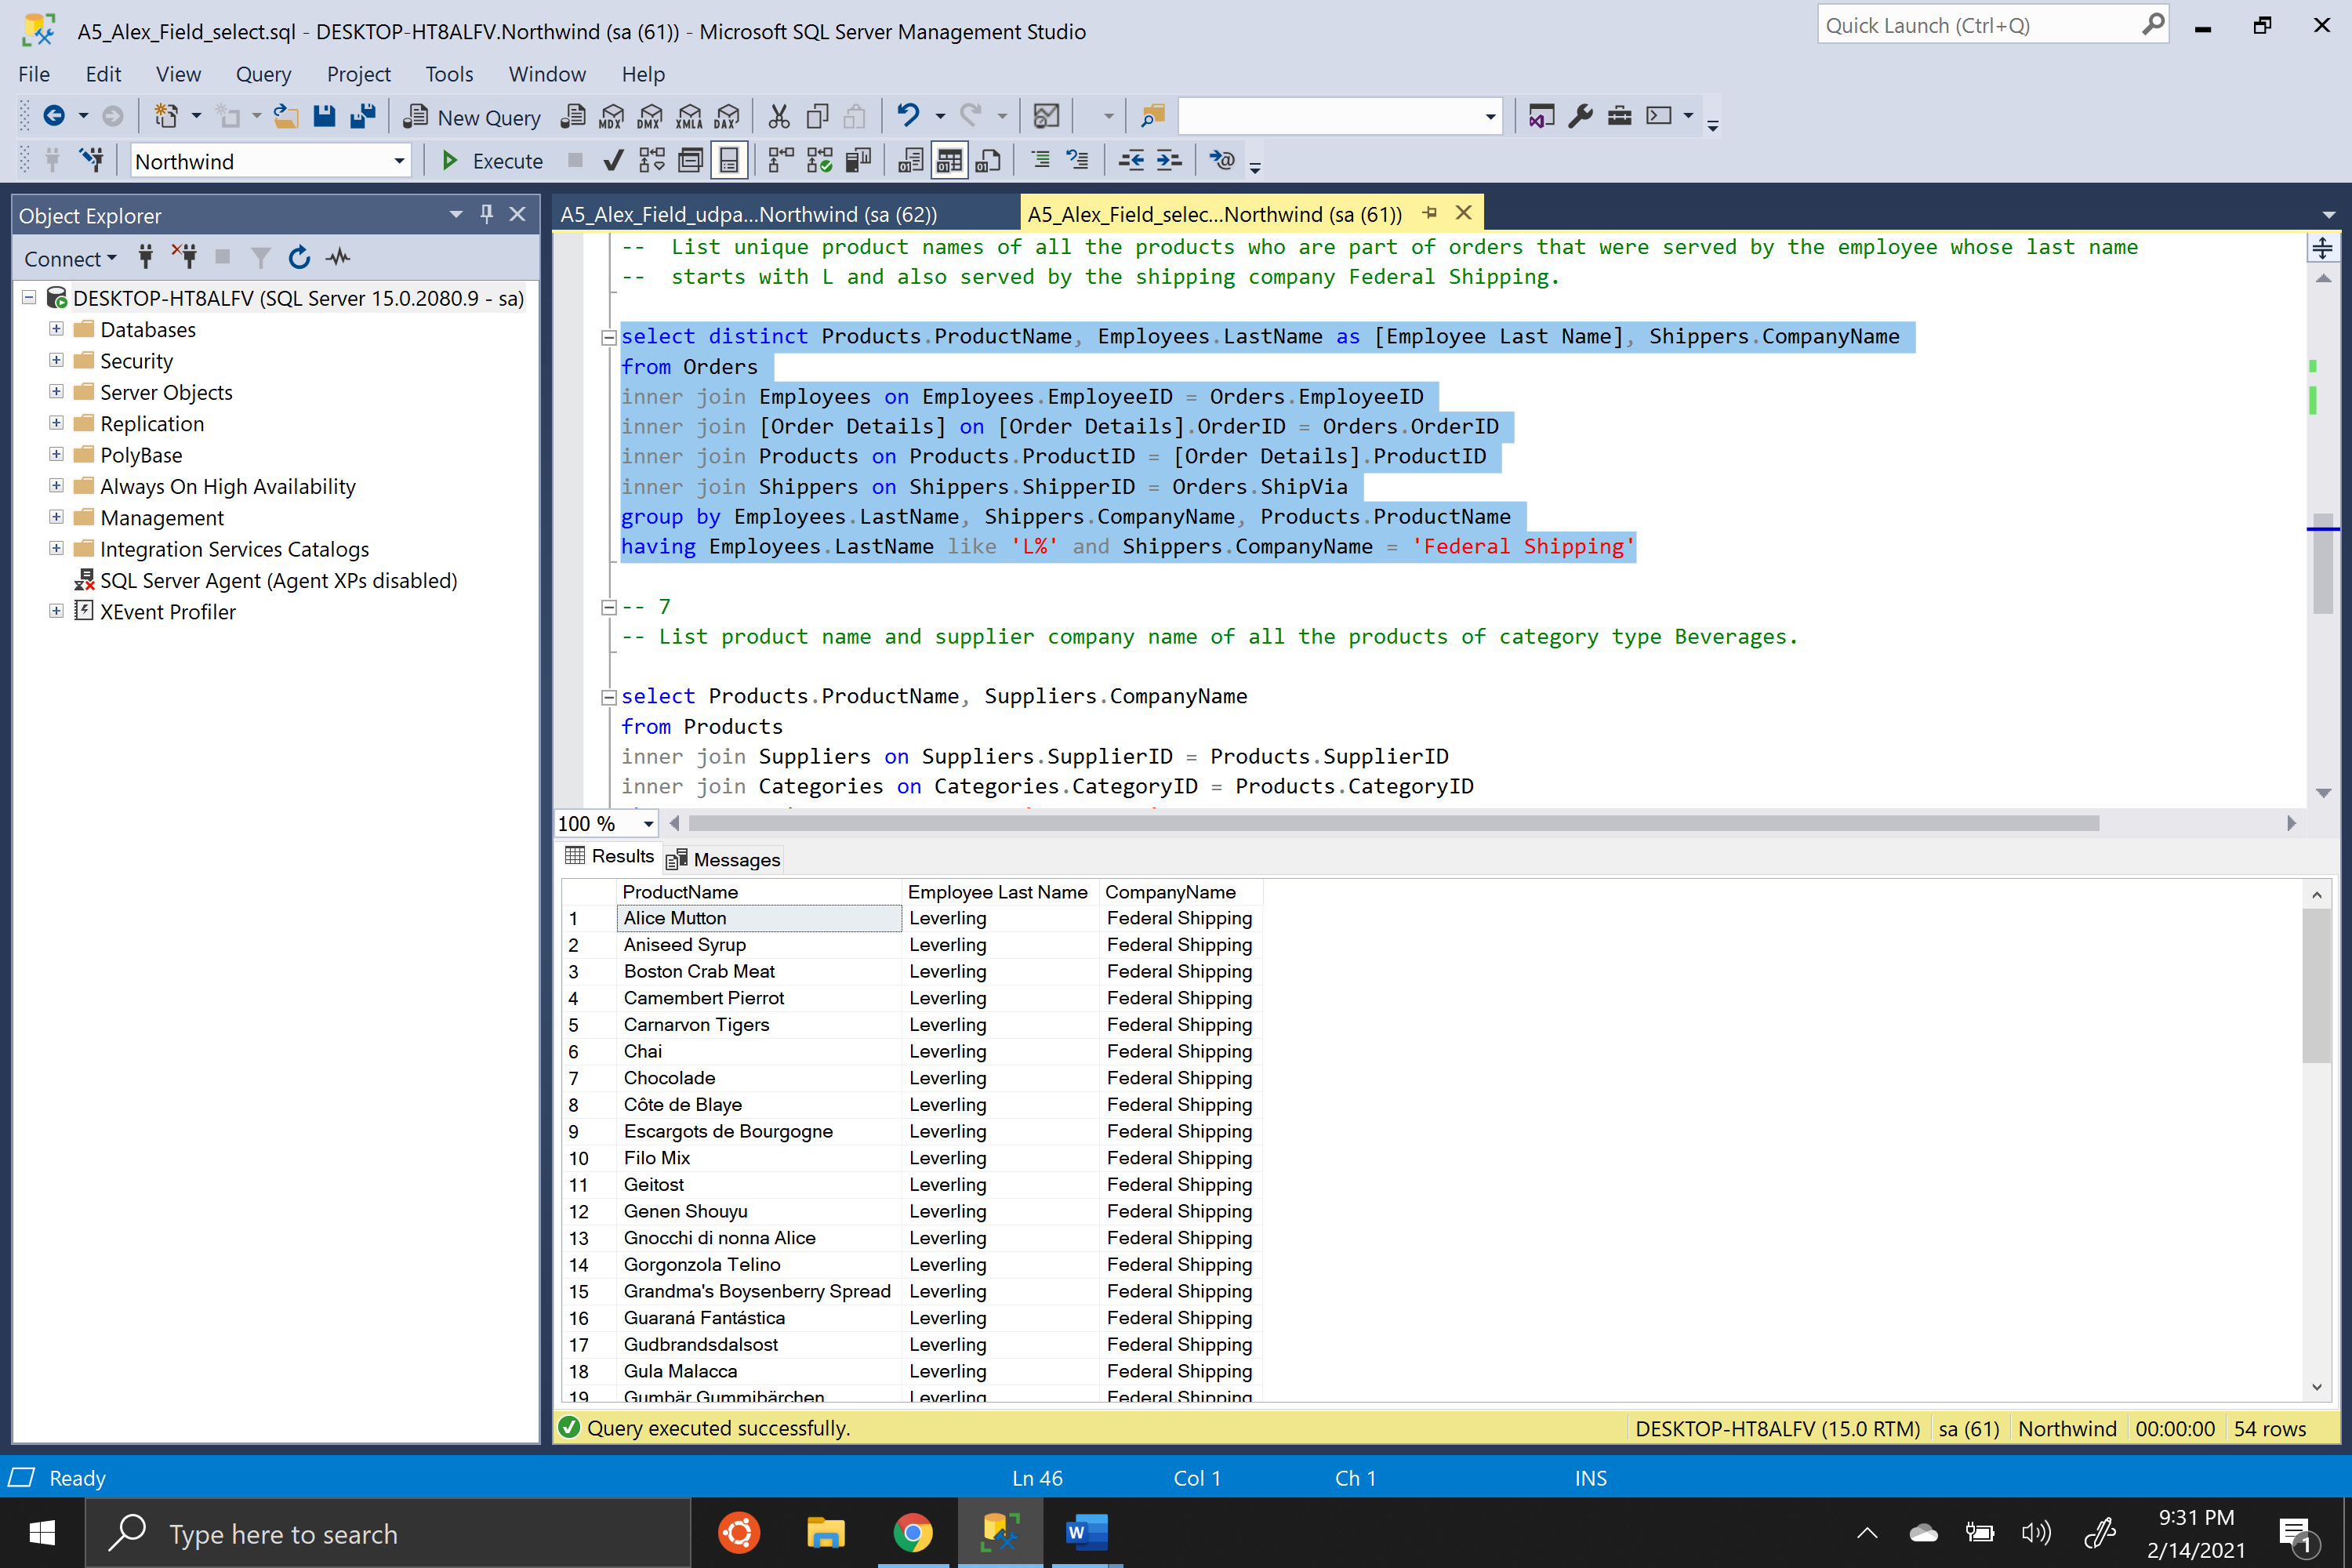 A5_Alex_Field_select.sql - DESKTOP-HT8ALFV.Northwind (sa (61)) - Microsoft SQL Server Management Studio
Quick Launch (Ctrl+Q)
File Edit View Query Project Tools Window Help
New Query MDX DMX XMLA DAX
Northwind Execute
Object Explorer
Connect
DESKTOP-HT8ALFV (SQL Server 15.0.2080.9 - sa)
Databases
Security
Server Objects
Replication
PolyBase
Always On High Availability
Management
Integration Services Catalogs
SQL Server Agent (Agent XPs disabled)
XEvent Profiler
A5_Alex_Field_udpa...Northwind (sa (62)) A5_Alex_Field_selec...Northwind (sa (61))
-- List unique product names of all the products who are part of orders that were served by the employee whose last name
-- starts with L and also served by the shipping company Federal Shipping.
select distinct Products.ProductName, Employees.LastName as [Employee Last Name], Shippers.CompanyName
from Orders
inner join Employees on Employees.EmployeeID = Orders.EmployeeID
inner join [Order Details] on [Order Details].OrderID = Orders.OrderID
inner join Products on Products.ProductID = [Order Details].ProductID
inner join Shippers on Shippers.ShipperID = Orders.ShipVia
group by Employees.LastName, Shippers.CompanyName, Products.ProductName
having Employees.LastName like 'L%' and Shippers.CompanyName = 'Federal Shipping'
-- 7
-- List product name and supplier company name of all the products of category type Beverages.
select Products.ProductName, Suppliers.CompanyName
from Products
inner join Suppliers on Suppliers.SupplierID = Products.SupplierID
inner join Categories on Categories.CategoryID = Products.CategoryID
100 %
Results Messages
ProductName Employee Last Name CompanyName
1 Alice Mutton Leverling Federal Shipping
2 Aniseed Syrup Leverling Federal Shipping
3 Boston Crab Meat Leverling Federal Shipping
4 Camembert Pierrot Leverling Federal Shipping
5 Carnarvon Tigers Leverling Federal Shipping
6 Chai Leverling Federal Shipping
7 Chocolade Leverling Federal Shipping
8 Côte de Blaye Leverling Federal Shipping
9 Escargots de Bourgogne Leverling Federal Shipping
10 Filo Mix Leverling Federal Shipping
11 Geitost Leverling Federal Shipping
12 Genen Shouyu Leverling Federal Shipping
13 Gnocchi di nonna Alice Leverling Federal Shipping
14 Gorgonzola Telino Leverling Federal Shipping
15 Grandma's Boysenberry Spread Leverling Federal Shipping
16 Guaraná Fantástica Leverling Federal Shipping
17 Gudbrandsdalsost Leverling Federal Shipping
18 Gula Malacca Leverling Federal Shipping
19 Gumbär Gummibärchen Leverling Federal Shipping
Query executed successfully. DESKTOP-HT8ALFV (15.0 RTM) sa (61) Northwind 00:00:00 54 rows
Ready Ln 46 Col 1 Ch 1 INS
Type here to search
9:31 PM
2/14/2021
1